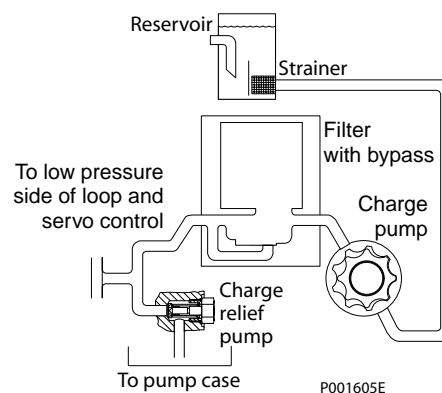 Reservoir
Strainer
Filter
with bypass
To low pressure
side of loop and
servo control
Charge
pump
Charge
relief
pump
To pump case
P001605E